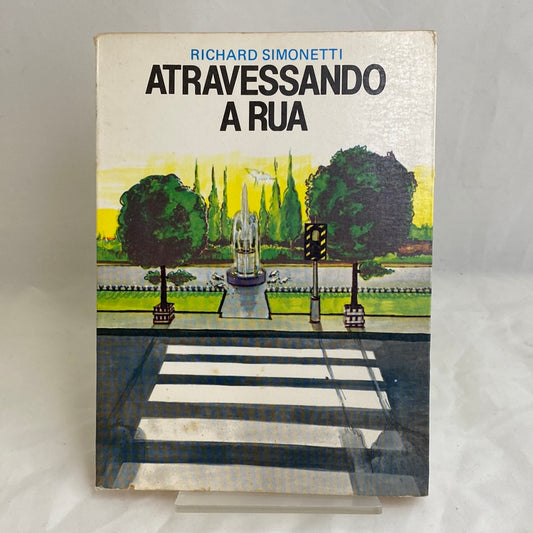 RICHARD SIMONETTI
ATRAVESSANDO
A RUA